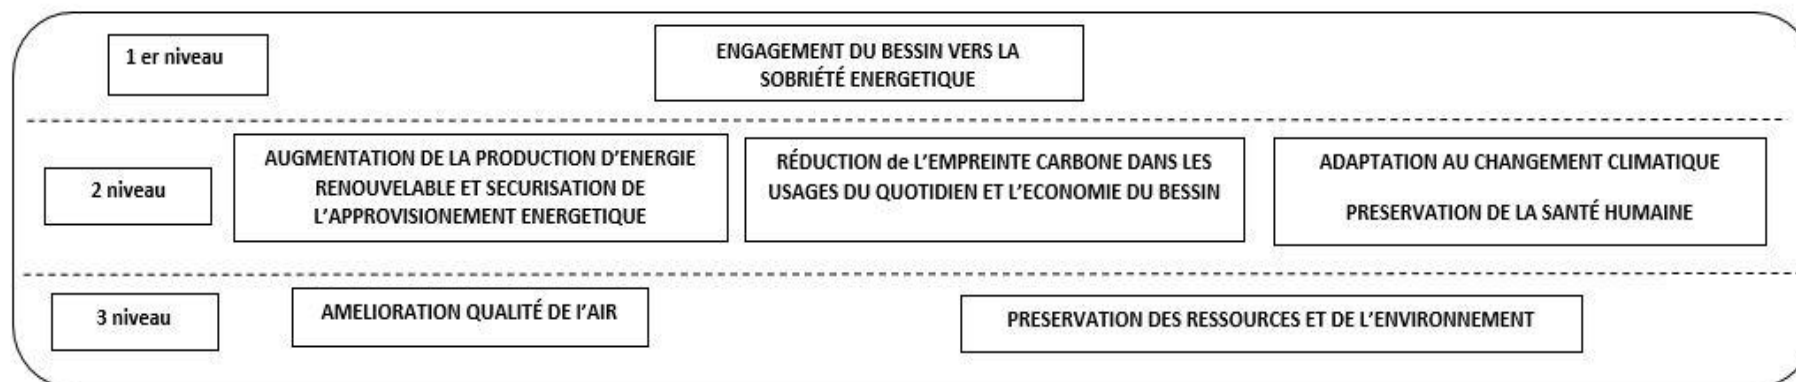 1 er niveau
ENGAGEMENT DU BESSIN VERS LA
SOBRIÉTÉ ENERGETIQUE
2 niveau
AUGMENTATION DE LA PRODUCTION D'ENERGIE
RENOUVELABLE ET SECURISATION DE
L'APPROVISIONEMENT ENERGETIQUE
RÉDUCTION de L'EMPREINTE CARBONE DANS LES
USAGES DU QUOTIDIEN ET L'ECONOMIE DU BESSIN
ADAPTATION AU CHANGEMENT CLIMATIQUE
PRESERVATION DE LA SANTÉ HUMAINE
3 niveau
AMELIORATION QUALITÉ DE l'AIR
PRESERVATION DES RESSOURCES ET DE L'ENVIRONNEMENT